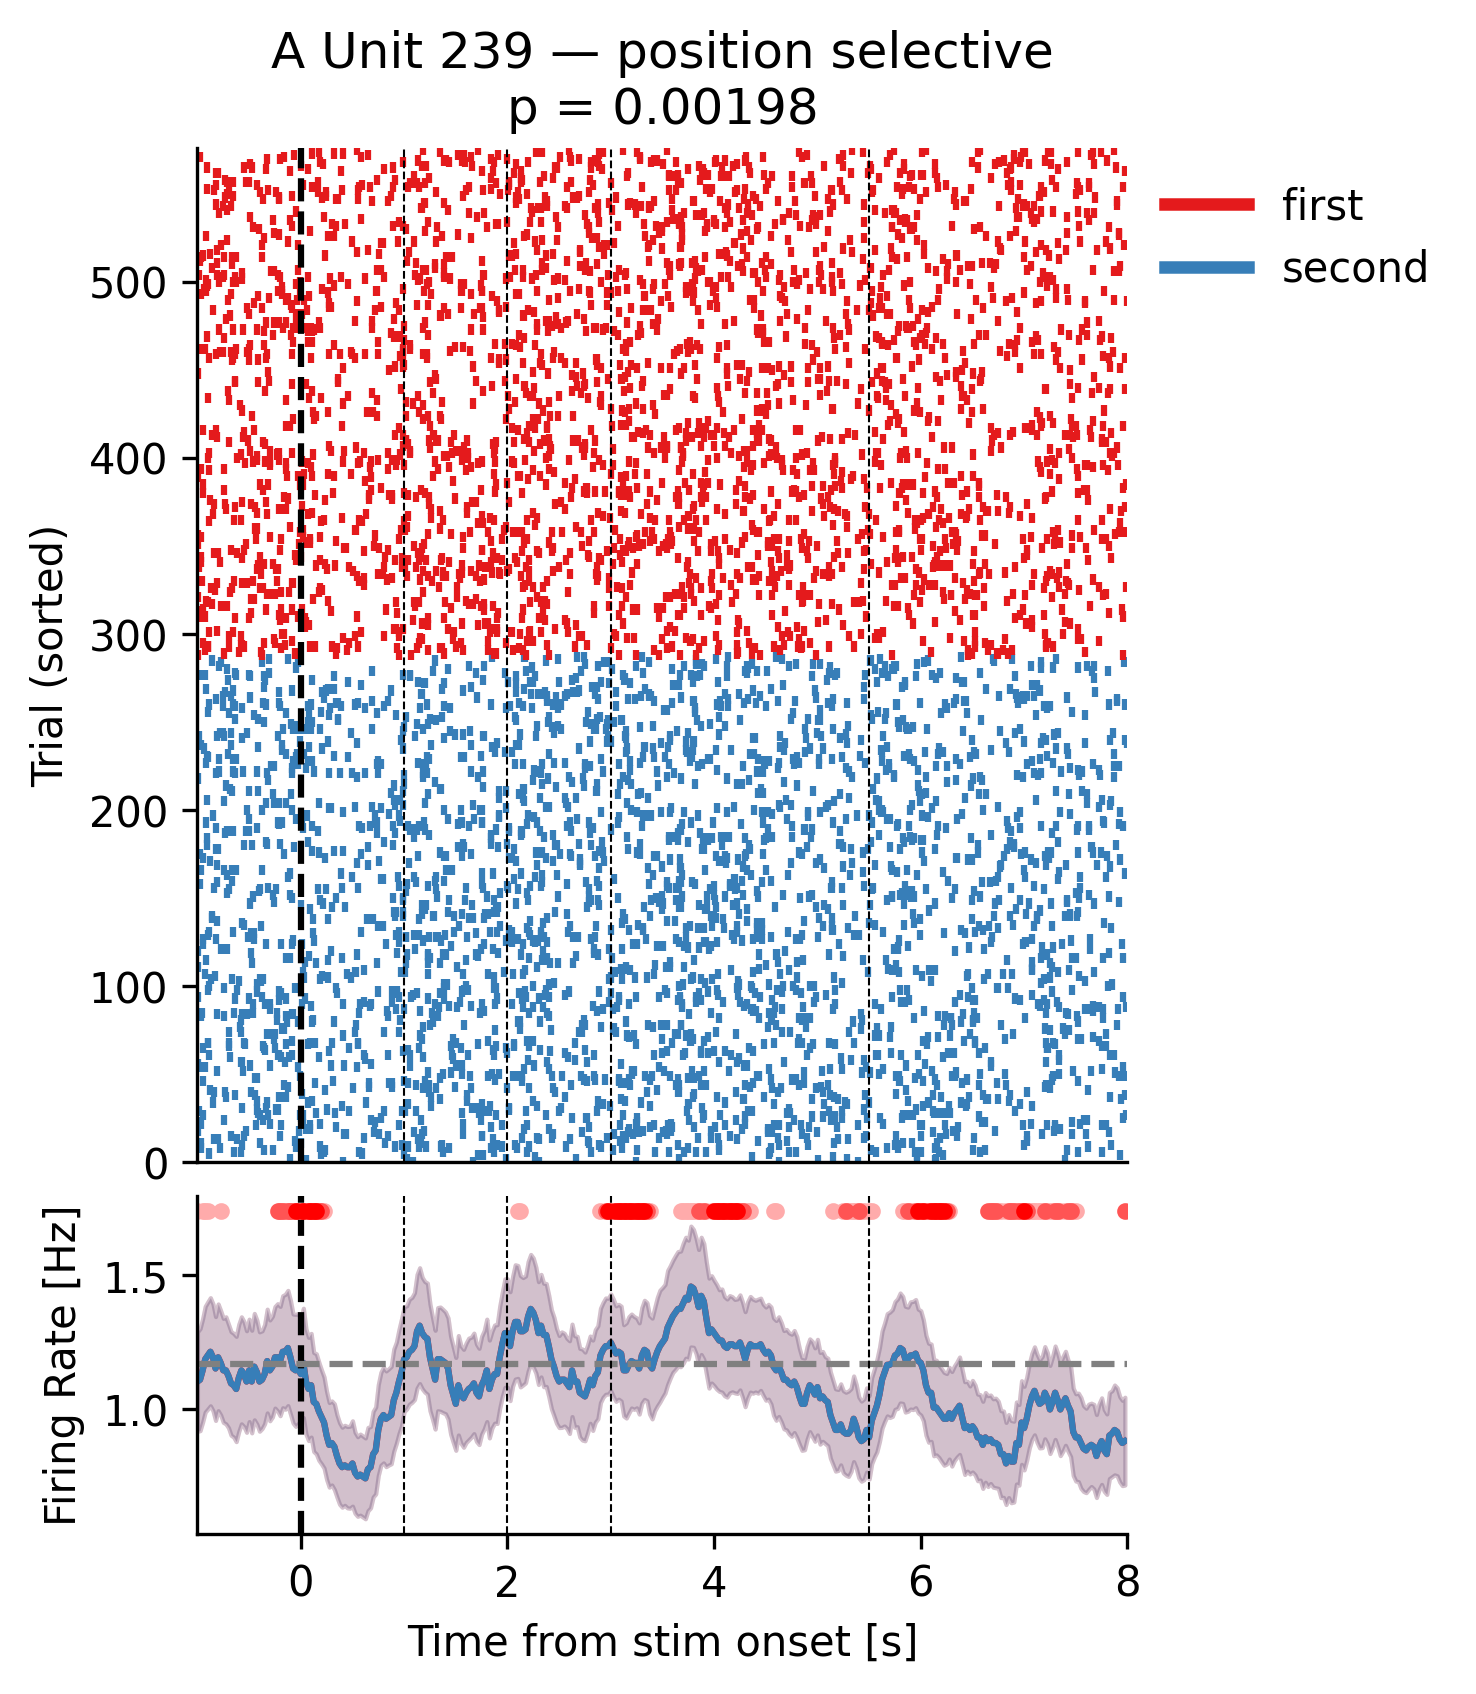 A Unit 239 — position selective
p = 0.00198
first
second
Trial (sorted)
500
400
300
200
100
0
Firing Rate [Hz]
1.5
1.0
0 2 4 6 8
Time from stim onset [s]